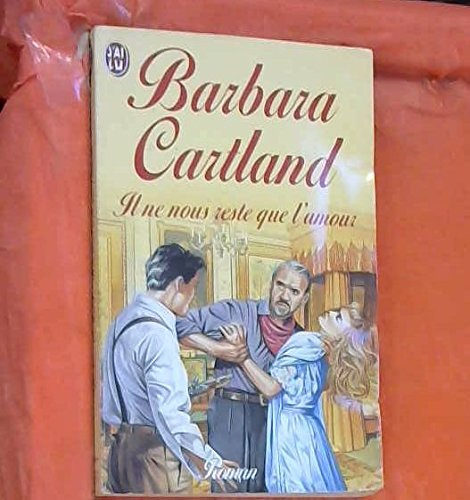 J'AI
LU
Barbara
Cartland
Il ne nous reste que l'amour
Roman